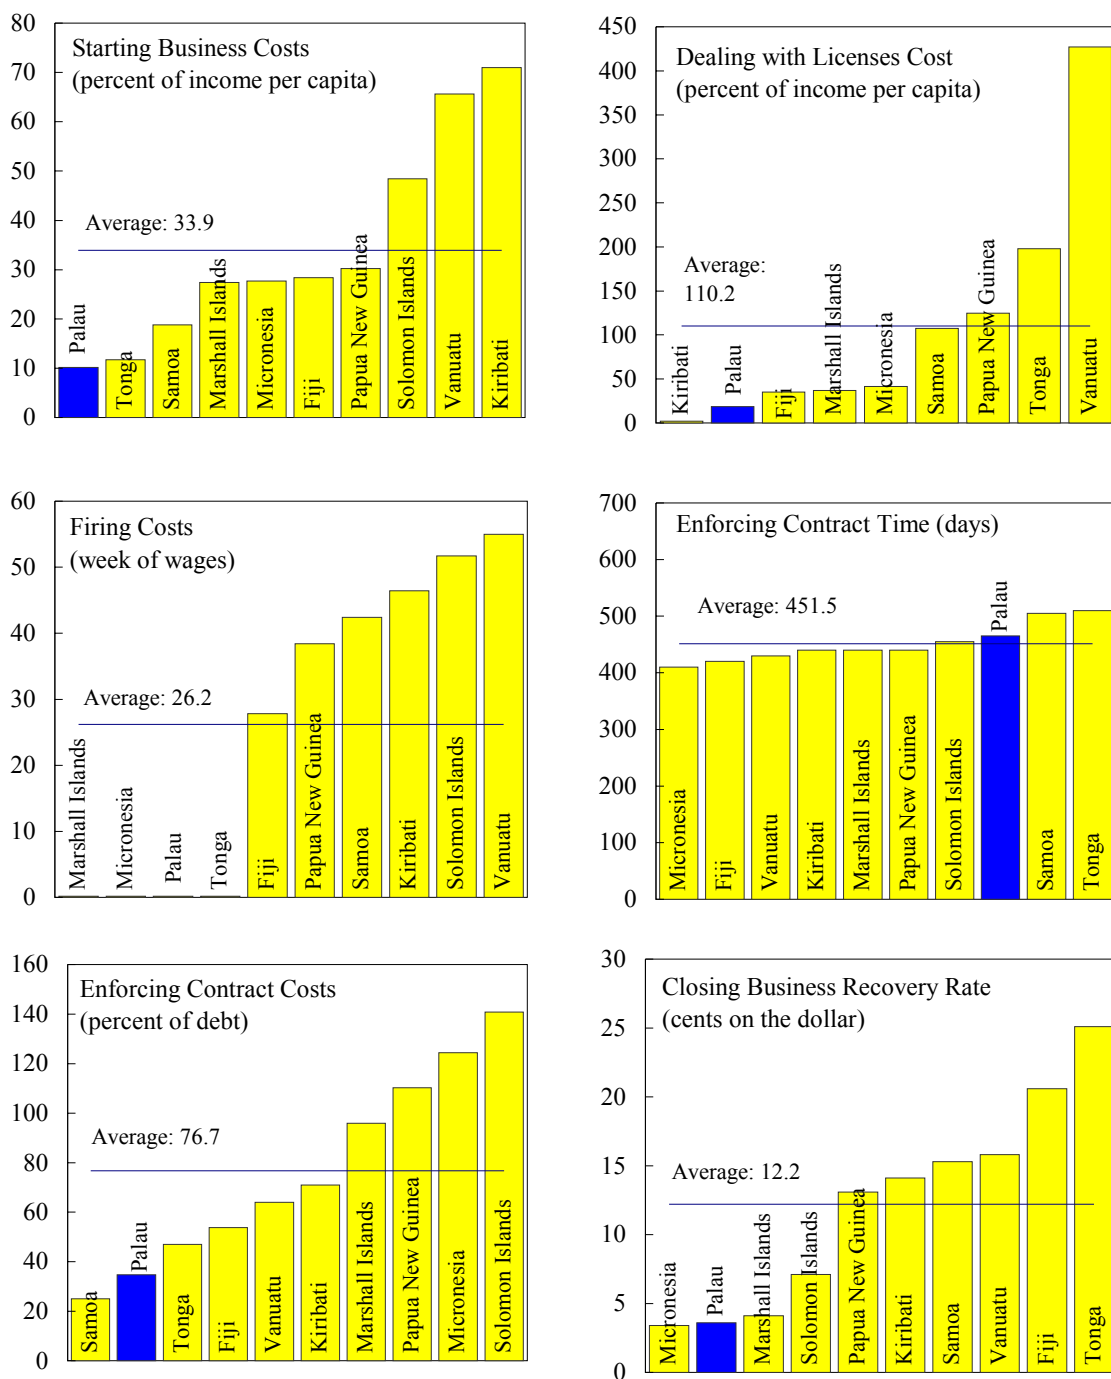 80
70
60
50
40
30
20
10
0
Starting Business Costs
(percent of income per capita)
Average: 33.9
Palau
Tonga
Samoa
Marshall Islands
Micronesia
Fiji
Papua New Guinea
Solomon Islands
Vanuatu
Kiribati
450
400
350
300
250
200
150
100
50
0
Dealing with Licenses Cost
(percent of income per capita)
Average:
110.2
Kiribati
Palau
Fiji
Marshall Islands
Micronesia
Samoa
Papua New Guinea
Tonga
Vanuatu
60
50
40
30
20
10
0
Firing Costs
(week of wages)
Average: 26.2
Marshall Islands
Micronesia
Palau
Tonga
Fiji
Papua New Guinea
Samoa
Kiribati
Solomon Islands
Vanuatu
700
600
500
400
300
200
100
0
Enforcing Contract Time (days)
Average: 451.5
Micronesia
Fiji
Vanuatu
Kiribati
Marshall Islands
Papua New Guinea
Solomon Islands
Palau
Samoa
Tonga
160
140
120
100
80
60
40
20
0
Enforcing Contract Costs
(percent of debt)
Average: 76.7
Samoa
Palau
Tonga
Fiji
Vanuatu
Kiribati
Marshall Islands
Papua New Guinea
Micronesia
Solomon Islands
30
25
20
15
10
5
0
Closing Business Recovery Rate
(cents on the dollar)
Average: 12.2
Micronesia
Palau
Marshall Islands
Solomon Islands
Papua New Guinea
Kiribati
Samoa
Vanuatu
Fiji
Tonga